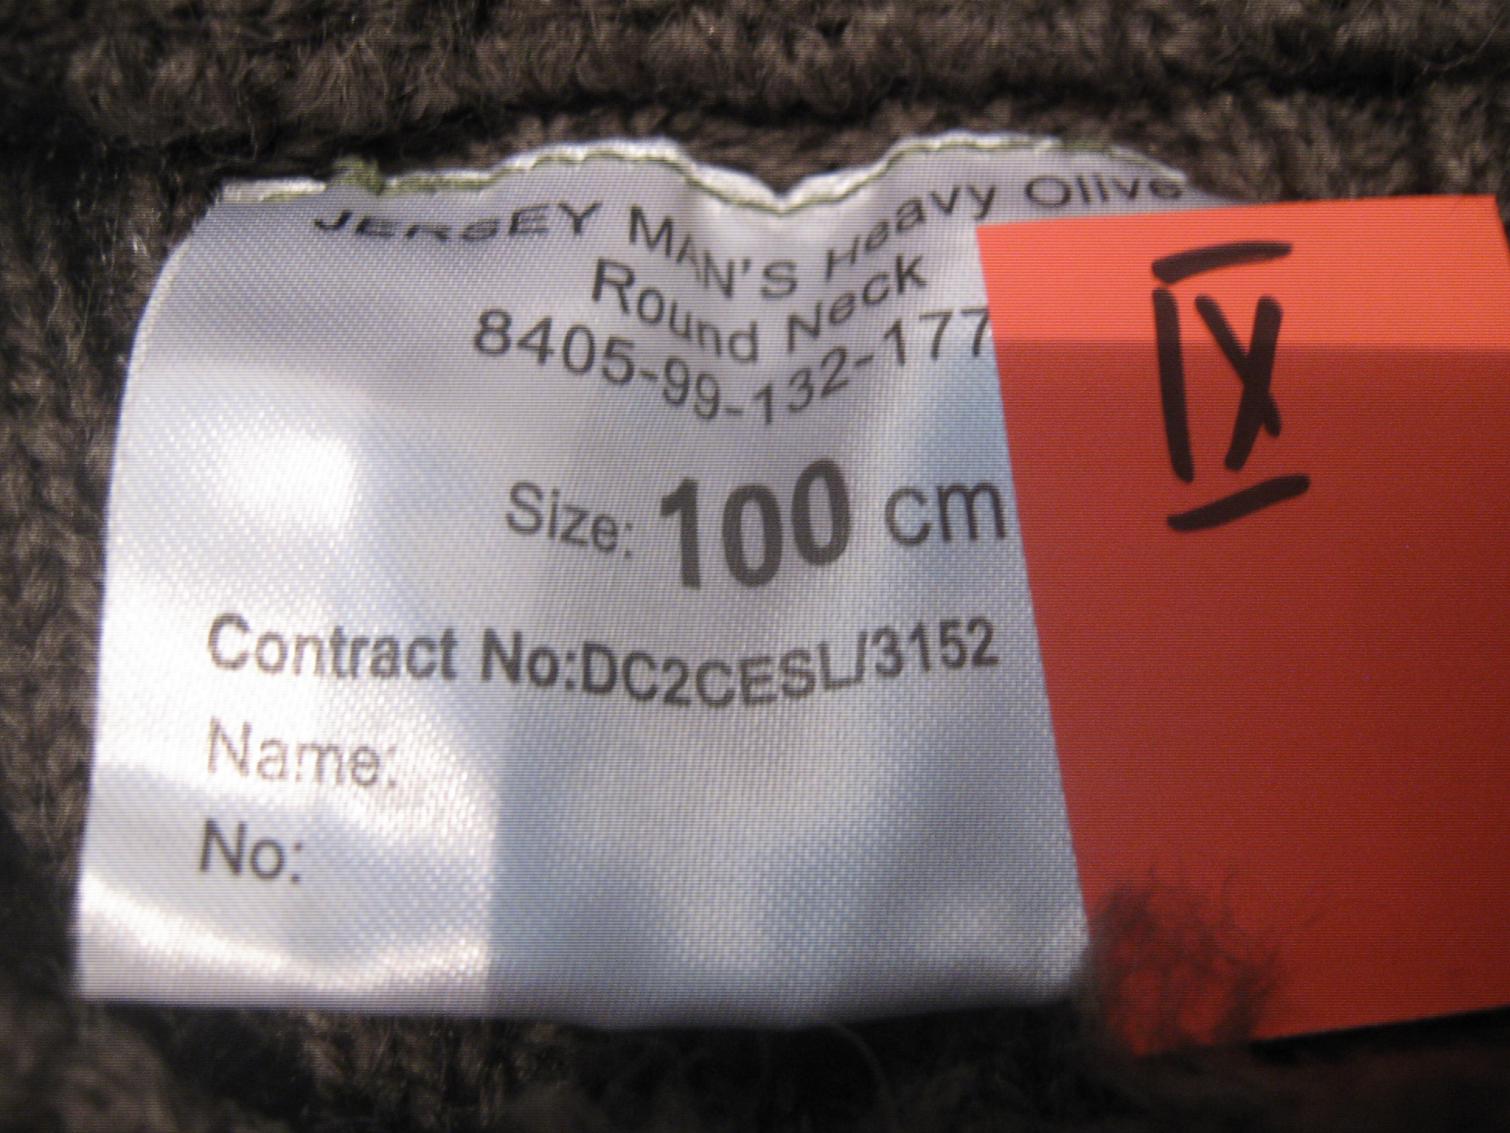 JERSEY MAN'S Heavy Olive
Round Neck
8405-99-132-177
Size: 100 cm
Contract No:DC2CESL/3152
Name:
No:
IX